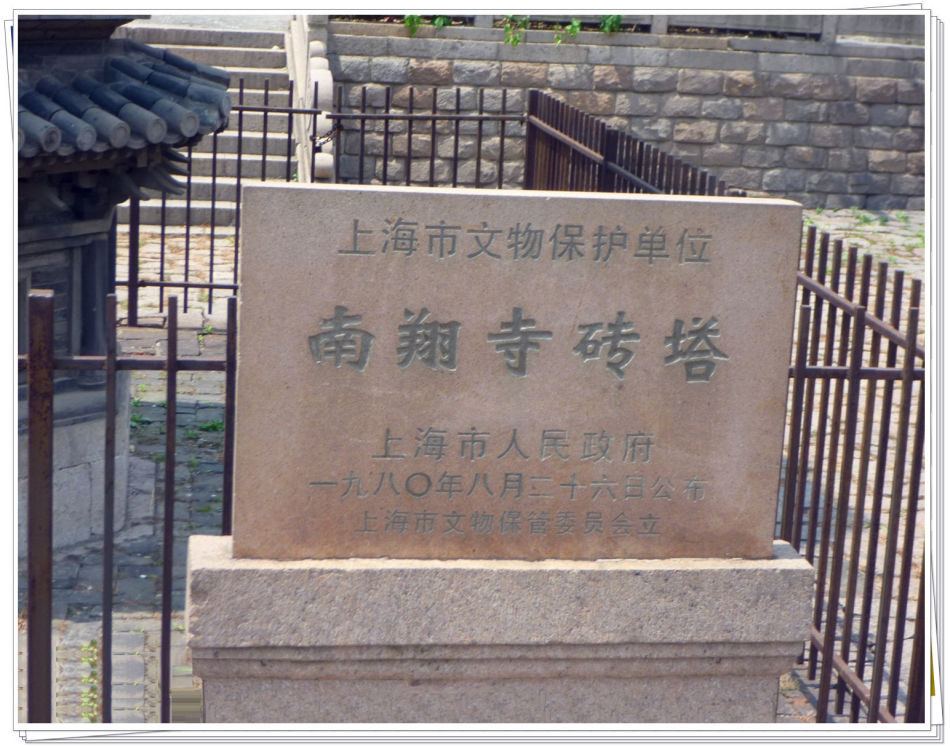 上海市文物保护单位
南翔寺砖塔
上海市人民政府
一九八〇年八月二十六日公布
上海市文物保管委员会立